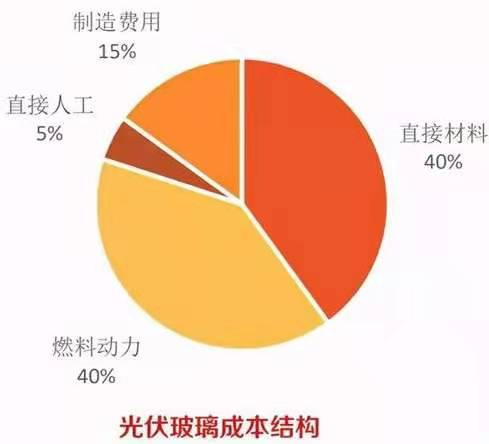 制造费用
15%
直接人工
5%
直接材料
40%
燃料动力
40%
光伏玻璃成本结构